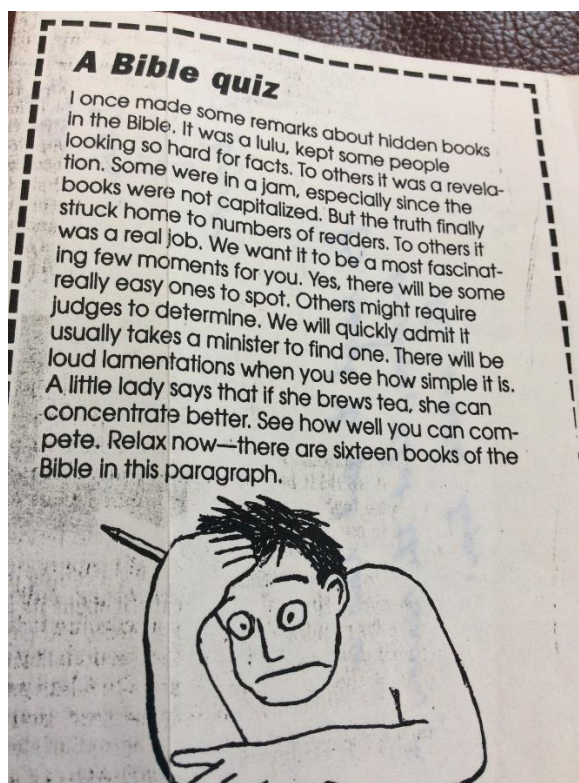 A Bible quiz
I once made some remarks about hidden books
in the Bible. It was a lulu, kept some people
looking so hard for facts. To others it was a revela-
tion. Some were in a jam, especially since the
books were not capitalized. But the truth finally
struck home to numbers of readers. To others it
was a real job. We want it to be a most fascinat-
ing few moments for you. Yes, there will be some
really easy ones to spot. Others might require
judges to determine. We will quickly admit it
usually takes a minister to find one. There will be
loud lamentations when you see how simple it is.
A little lady says that if she brews tea, she can
concentrate better. See how well you can com-
pete. Relax now—there are sixteen books of the
Bible in this paragraph.